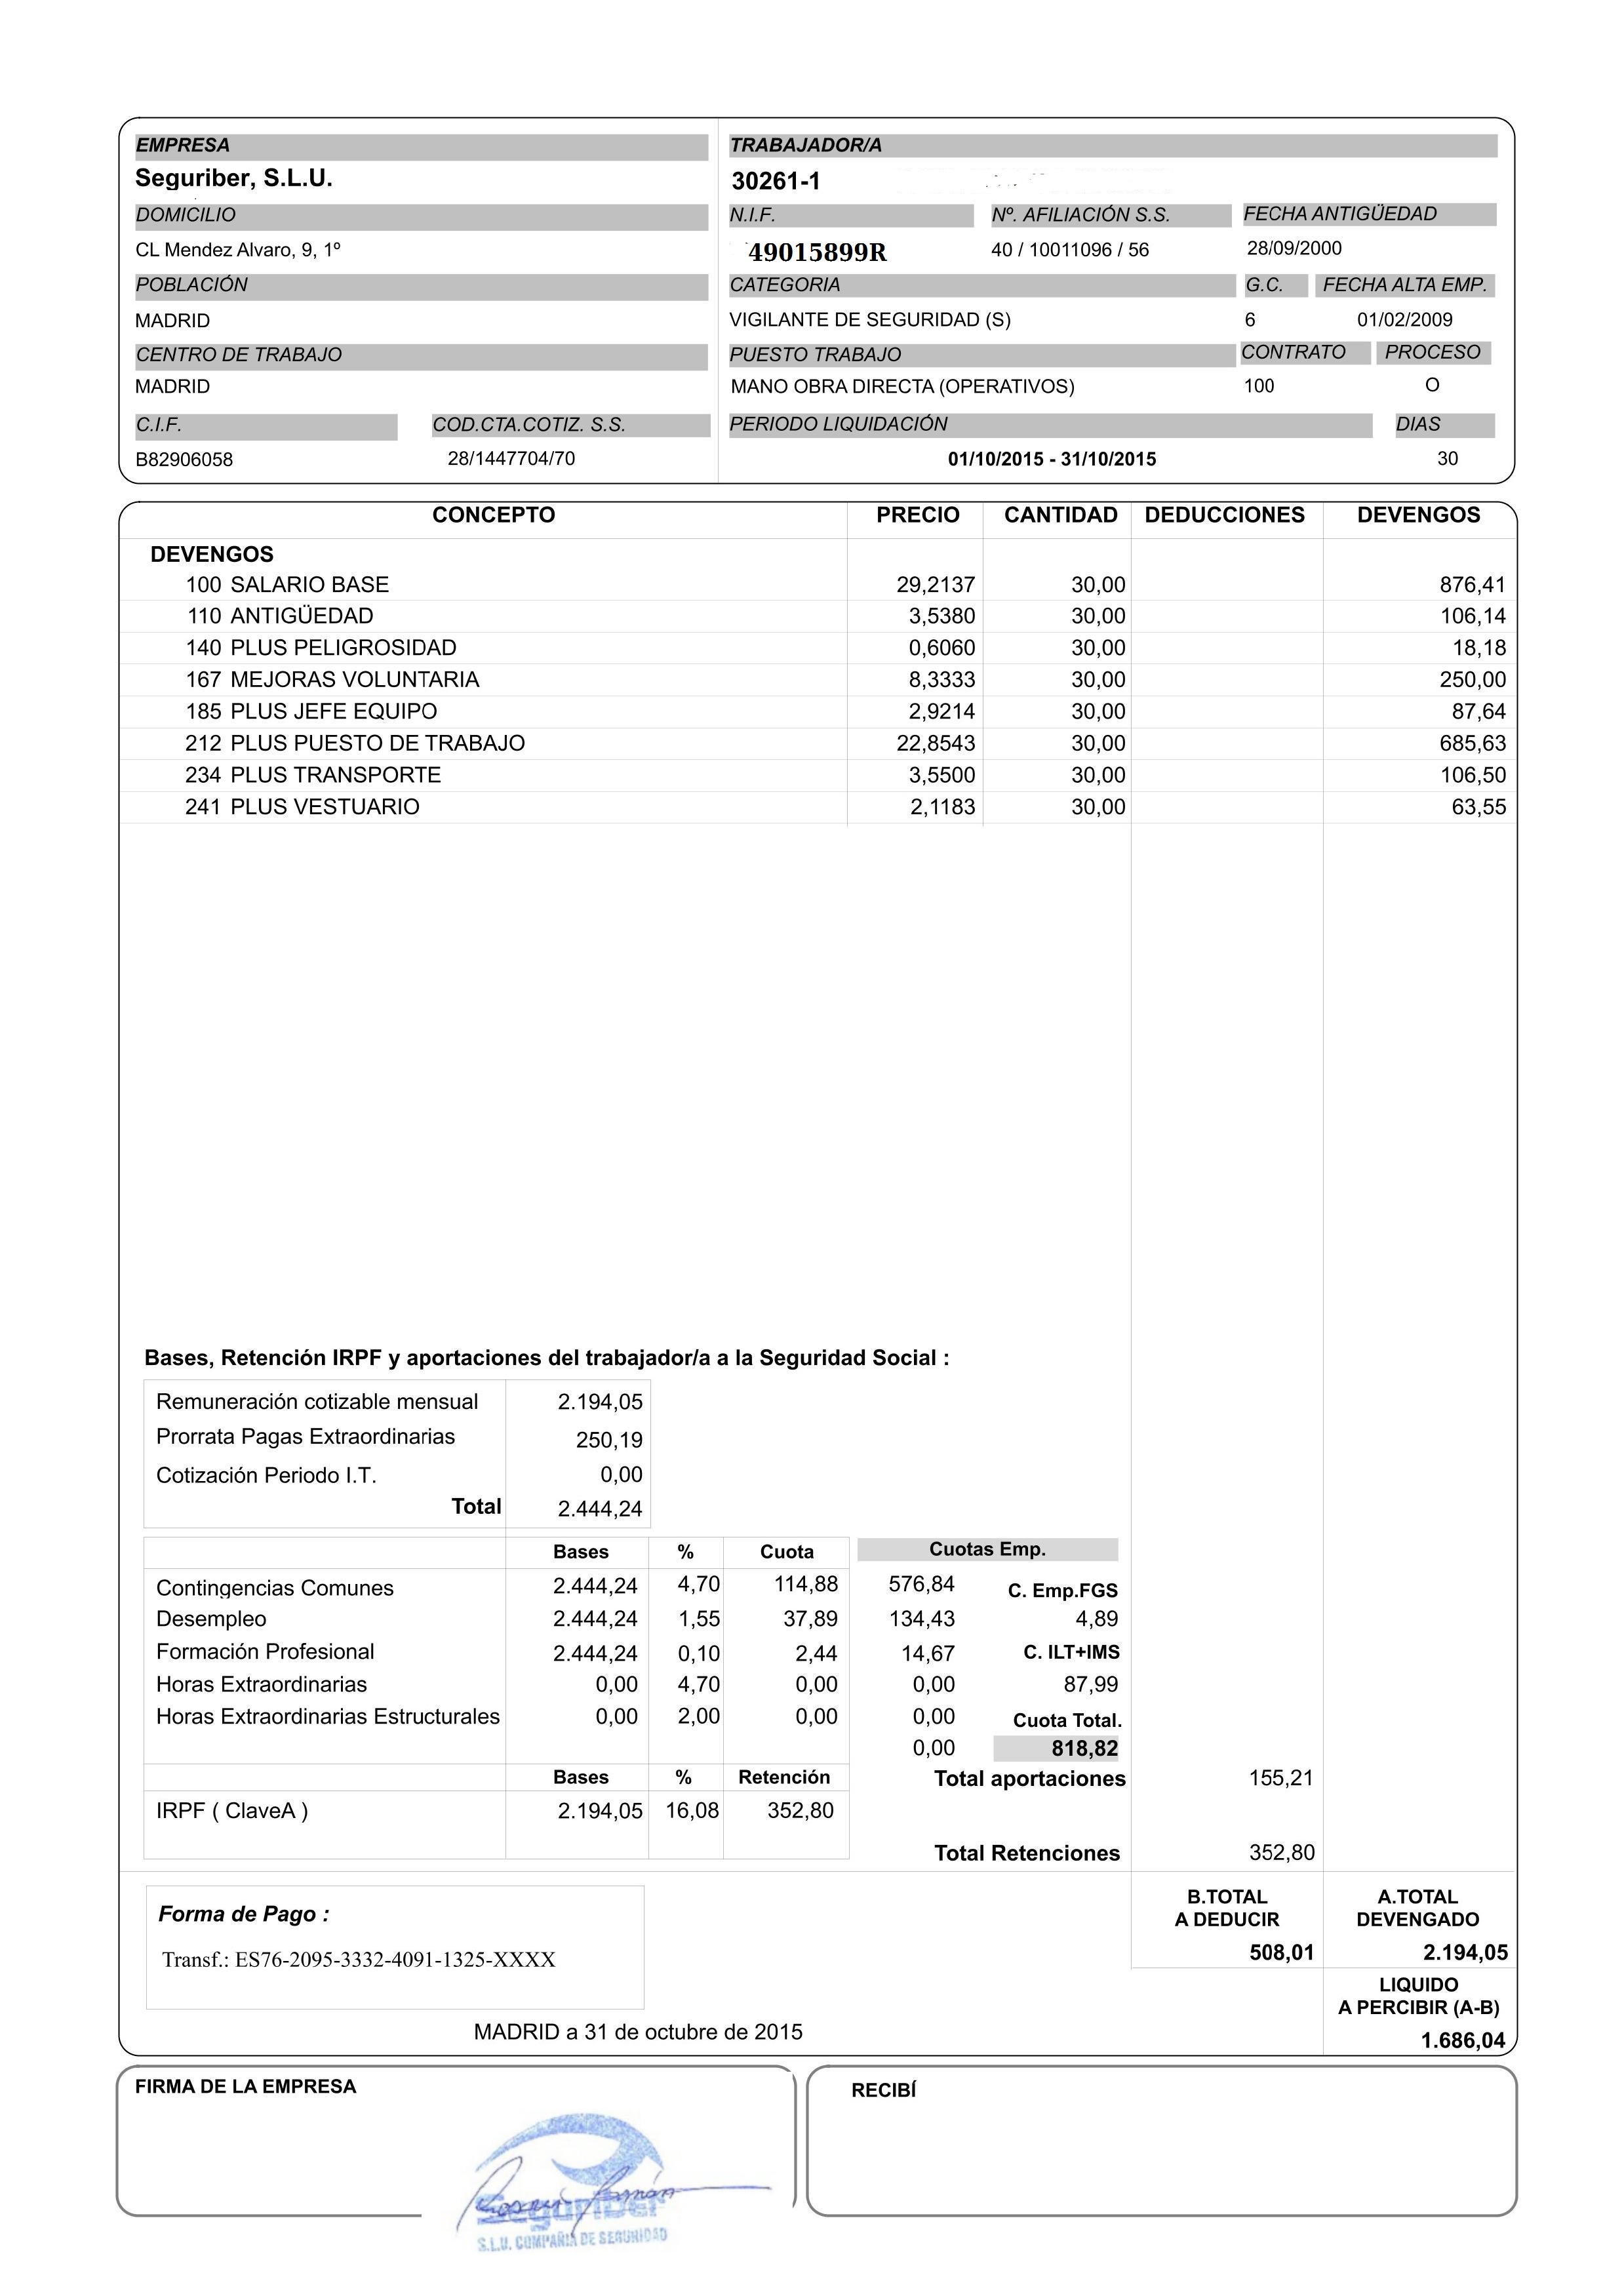 EMPRESA
Seguriber, S.L.U.
DOMICILIO
CL Mendez Alvaro, 9, 1º
POBLACIÓN
MADRID
CENTRO DE TRABAJO
MADRID
C.I.F. COD.CTA.COTIZ. S.S.
B82906058 28/1447704/70
TRABAJADOR/A
30261-1
N.I.F. Nº. AFILIACIÓN S.S. FECHA ANTIGÜEDAD
49015899R 40 / 10011096 / 56 28/09/2000
CATEGORIA G.C. FECHA ALTA EMP.
VIGILANTE DE SEGURIDAD (S) 6 01/02/2009
PUESTO TRABAJO CONTRATO PROCESO
MANO OBRA DIRECTA (OPERATIVOS) 100 O
PERIODO LIQUIDACIÓN DIAS
01/10/2015 - 31/10/2015 30
CONCEPTO PRECIO CANTIDAD DEDUCCIONES DEVENGOS
DEVENGOS
100 SALARIO BASE 29,2137 30,00 876,41
110 ANTIGÜEDAD 3,5380 30,00 106,14
140 PLUS PELIGROSIDAD 0,6060 30,00 18,18
167 MEJORAS VOLUNTARIA 8,3333 30,00 250,00
185 PLUS JEFE EQUIPO 2,9214 30,00 87,64
212 PLUS PUESTO DE TRABAJO 22,8543 30,00 685,63
234 PLUS TRANSPORTE 3,5500 30,00 106,50
241 PLUS VESTUARIO 2,1183 30,00 63,55
Bases, Retención IRPF y aportaciones del trabajador/a a la Seguridad Social :
Remuneración cotizable mensual 2.194,05
Prorrata Pagas Extraordinarias 250,19
Cotización Periodo I.T. 0,00
Total 2.444,24
Bases % Cuota Cuotas Emp.
Contingencias Comunes 2.444,24 4,70 114,88 576,84 C. Emp.FGS
Desempleo 2.444,24 1,55 37,89 134,43 4,89
Formación Profesional 2.444,24 0,10 2,44 14,67 C. ILT+IMS
Horas Extraordinarias 0,00 4,70 0,00 0,00 87,99
Horas Extraordinarias Estructurales 0,00 2,00 0,00 0,00 Cuota Total.
0,00 818,82
Bases % Retención Total aportaciones 155,21
IRPF ( ClaveA ) 2.194,05 16,08 352,80
Total Retenciones 352,80
Forma de Pago :
Transf.: ES76-2095-3332-4091-1325-XXXX
B.TOTAL
A DEDUCIR
508,01
A.TOTAL
DEVENGADO
2.194,05
LIQUIDO
A PERCIBIR (A-B)
1.686,04
MADRID a 31 de octubre de 2015
FIRMA DE LA EMPRESA
Seguriber
S.L.U. COMPAÑIA DE SEGURIDAD
RECIBÍ